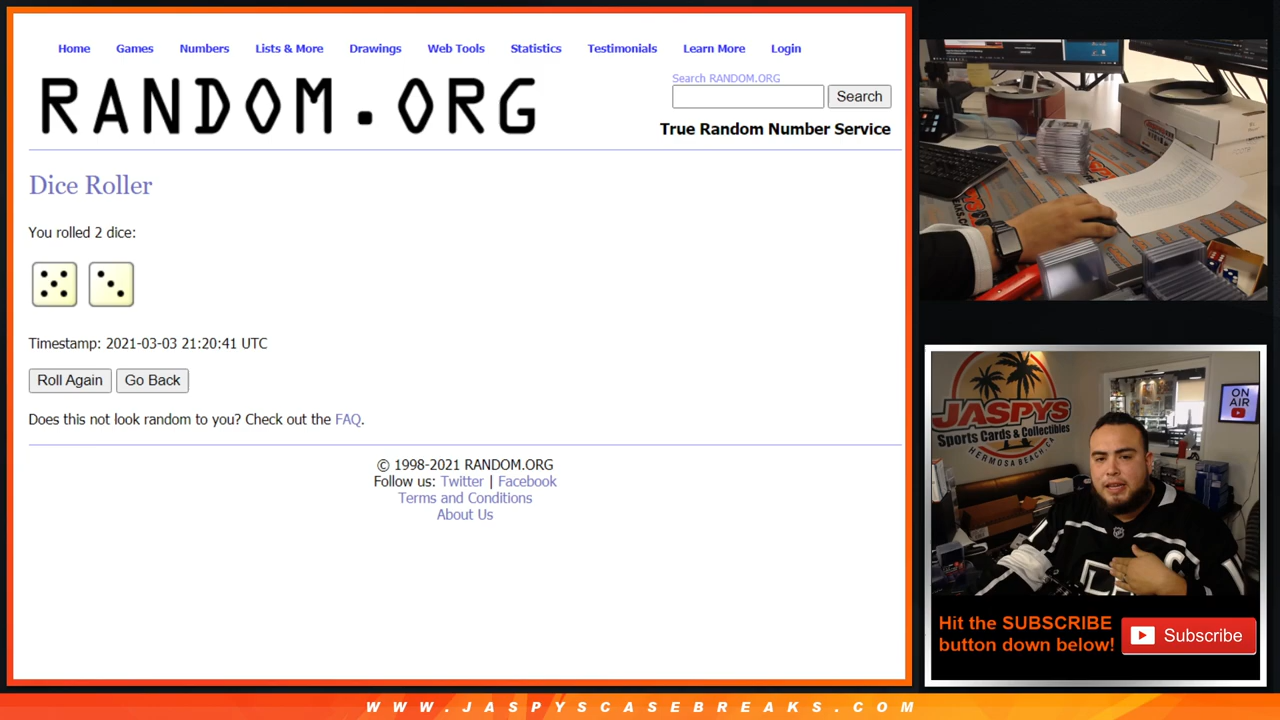 Home Games Numbers Lists & More Drawings Web Tools Statistics Testimonials Learn More Login
RANDOM.ORG
Search RANDOM.ORG
Search
True Random Number Service
Dice Roller
You rolled 2 dice:
Timestamp: 2021-03-03 21:20:41 UTC
Roll Again Go Back
Does this not look random to you? Check out the FAQ.
© 1998-2021 RANDOM.ORG
Follow us: Twitter | Facebook
Terms and Conditions
About Us
JASPYS
Sports Cards & Collectibles
HERMOSA BEACH, CA
ON
AIR
Hit the SUBSCRIBE
button down below!
Subscribe
WWW.JASPYSCASEBREAKS.COM